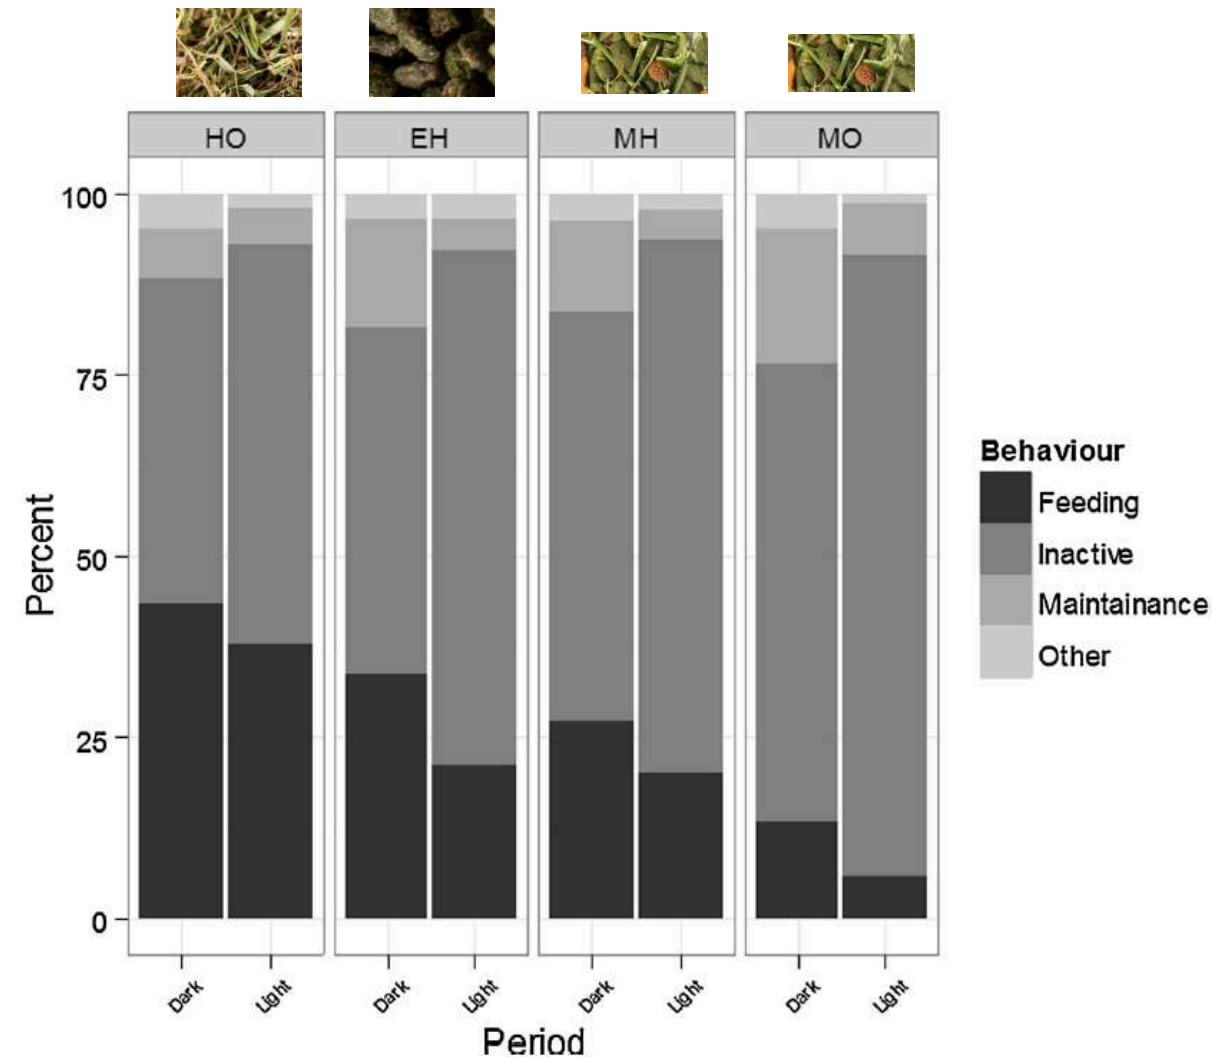 HO EH MH MO
100
75
50
25
0
Percent
Dark Light Dark Light Dark Light Dark Light
Period
Behaviour
Feeding
Inactive
Maintainance
Other